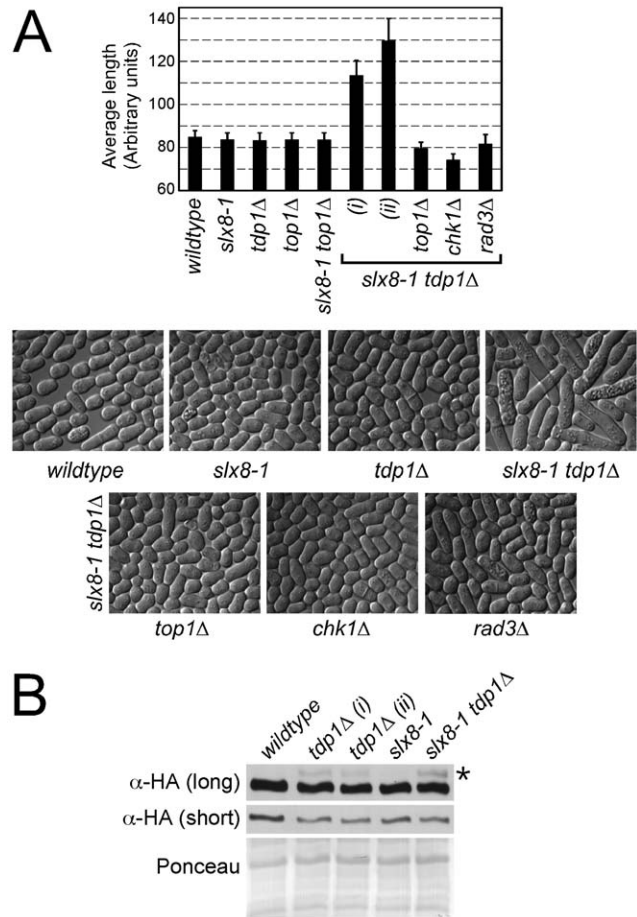 A
Average length
(Arbitrary units)
140
120
100
80
60
wildtype
slx8-1
tdp1Δ
top1Δ
slx8-1 top1Δ
(i)
(ii)
top1Δ
chk1Δ
rad3Δ
slx8-1 tdp1Δ
wildtype
slx8-1
tdp1Δ
slx8-1 tdp1Δ
slx8-1 tdp1Δ
top1Δ
chk1Δ
rad3Δ
B
wildtype
tdp1Δ (i)
tdp1Δ (ii)
slx8-1
slx8-1 tdp1Δ
α-HA (long)
*
α-HA (short)
Ponceau